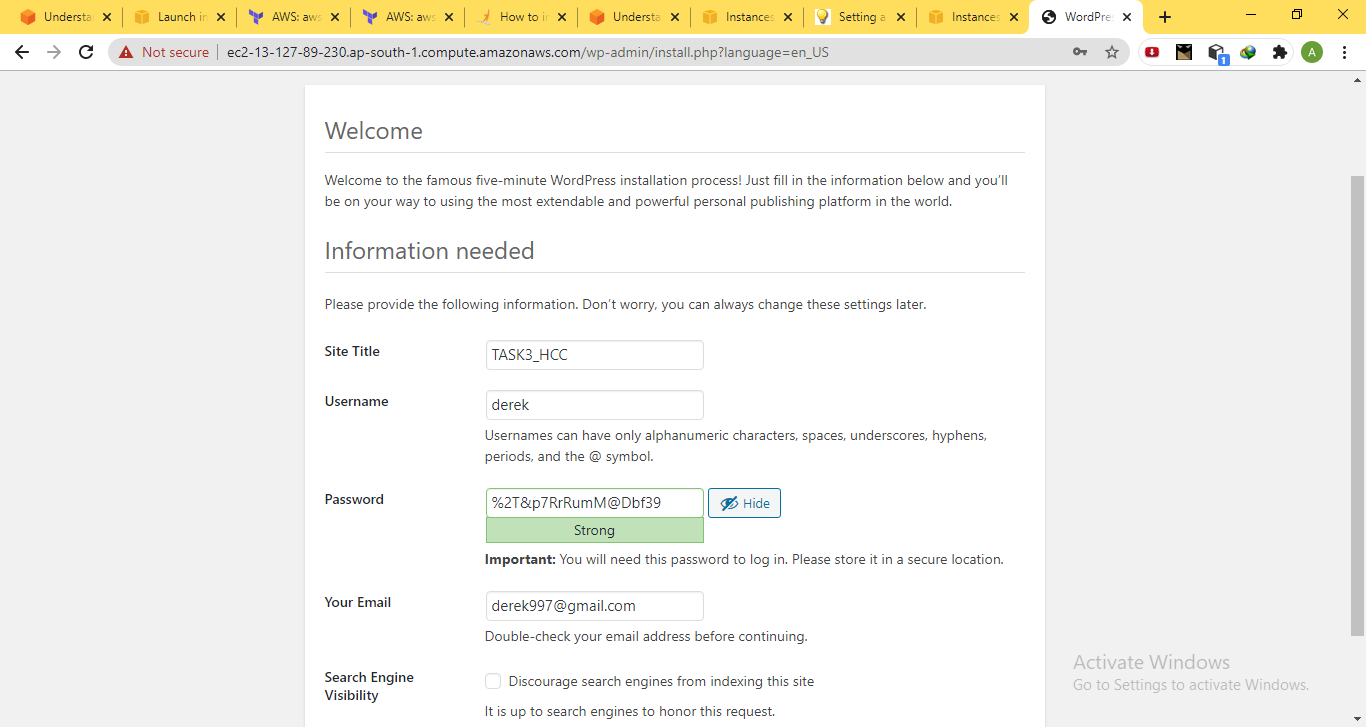 Understa
Launch in
AWS: aws
AWS: aws
How to in
Understa
Instances
Setting a
Instances
WordPres
Not secure
ec2-13-127-89-230.ap-south-1.compute.amazonaws.com/wp-admin/install.php?language=en_US
1
A
Welcome
Welcome to the famous five-minute WordPress installation process! Just fill in the information below and you’ll
be on your way to using the most extendable and powerful personal publishing platform in the world.
Information needed
Please provide the following information. Don’t worry, you can always change these settings later.
Site Title
TASK3_HCC
Username
derek
Usernames can have only alphanumeric characters, spaces, underscores, hyphens,
periods, and the @ symbol.
Password
%2T&p7RrRumM@Dbf39
Hide
Strong
Important: You will need this password to log in. Please store it in a secure location.
Your Email
derek997@gmail.com
Double-check your email address before continuing.
Search Engine
Visibility
Discourage search engines from indexing this site
It is up to search engines to honor this request.
Activate Windows
Go to Settings to activate Windows.